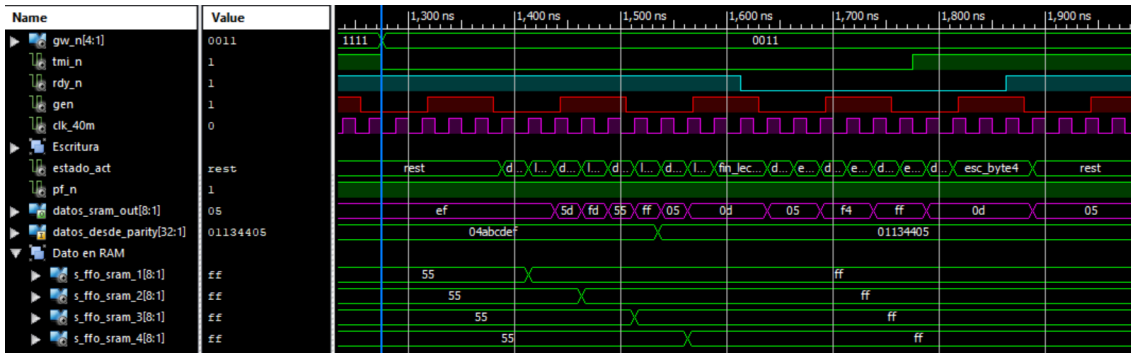 Name Value 1,300 ns 1,400 ns 1,500 ns 1,600 ns 1,700 ns 1,800 ns 1,900 ns
gw_n[4:1] 0011 1111 0011
tmi_n 1
rdy_n 1
gen 1
clk_40m 0
Escritura
estado_act rest rest d... l... d... l... d... l... d... l... fin_lec... d... e... d... e... d... e... d... esc_byte4 rest
pf_n 1
datos_sram_out[8:1] 05 ef 5d fd 55 ff 05 0d 05 f4 ff 0d 05
datos_desde_parity[32:1] 01134405 04abcdef 01134405
Dato en RAM
s_ffo_sram_1[8:1] ff 55 ff
s_ffo_sram_2[8:1] ff 55 ff
s_ffo_sram_3[8:1] ff 55 ff
s_ffo_sram_4[8:1] ff 55 ff